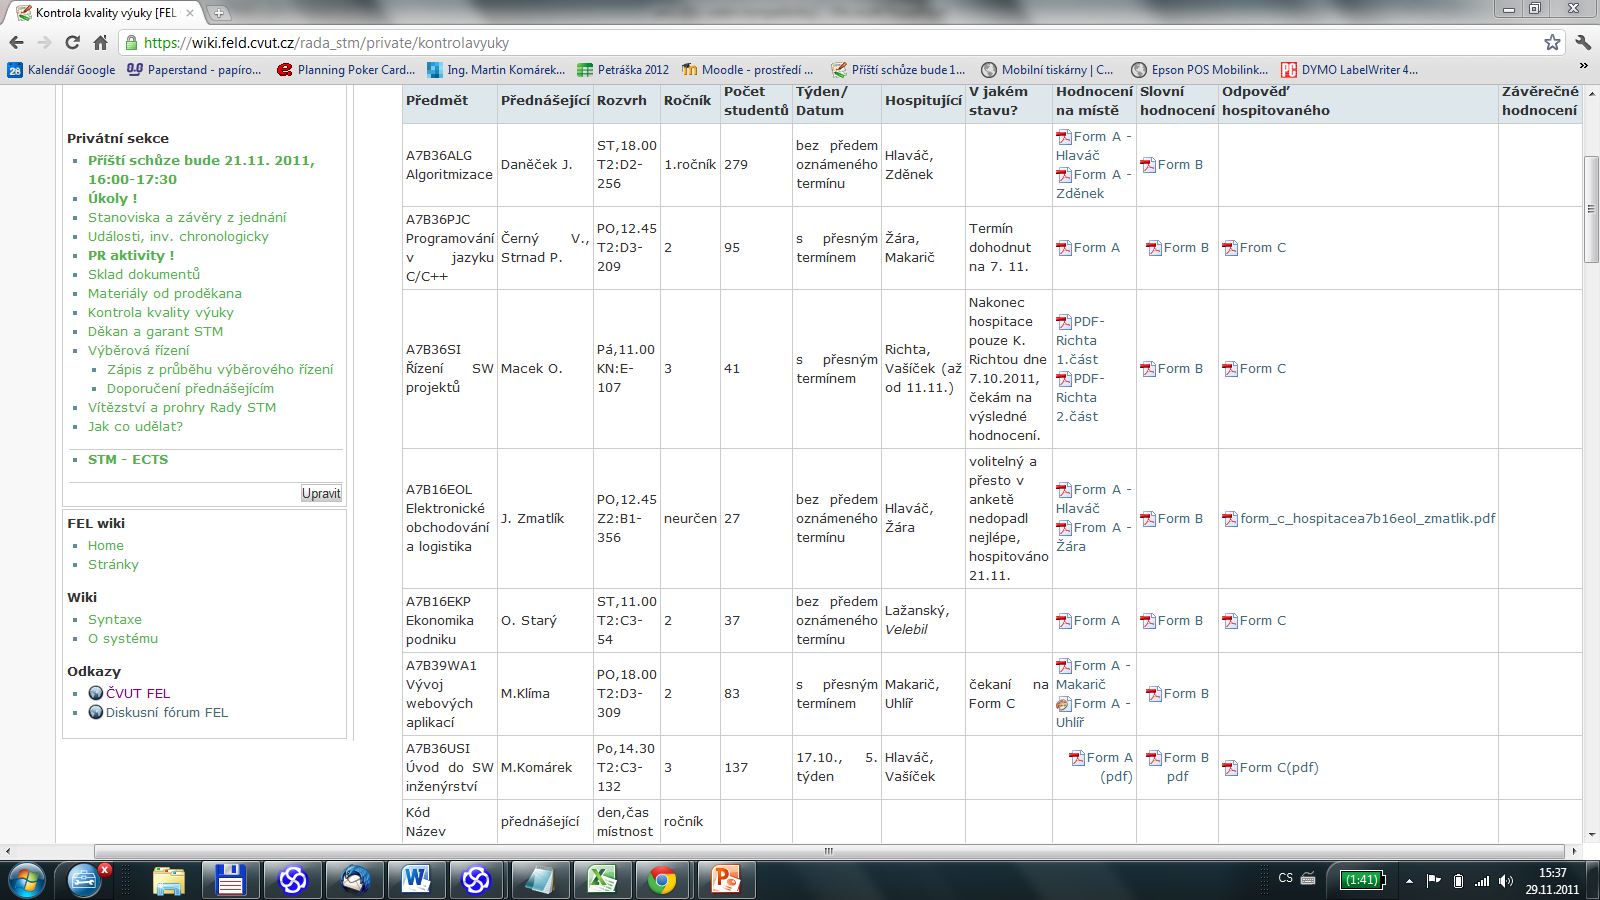 Kontrola kvality výuky [FEL
https://wiki.feld.cvut.cz/rada_stm/private/kontrolavyuky
28 Kalendář Google
Paperstand - papíro...
Planning Poker Card...
Ing. Martin Komárek...
Petráška 2012
Moodle - prostředí ...
Příští schůze bude 1...
Mobilní tiskárny | C...
Epson POS Mobilink...
DYMO LabelWriter 4...
»
Privátní sekce
Příští schůze bude 21.11. 2011,
16:00-17:30
Úkoly !
Stanoviska a závěry z jednání
Události, inv. chronologicky
PR aktivity !
Sklad dokumentů
Materiály od proděkana
Kontrola kvality výuky
Děkan a garant STM
Výběrová řízení
Zápis z průběhu výběrového řízení
Doporučení přednášejícím
Vítězství a prohry Rady STM
Jak co udělat?
STM - ECTS
Upravit
FEL wiki
Home
Stránky
Wiki
Syntaxe
O systému
Odkazy
ČVUT FEL
Diskusní fórum FEL
Předmět
Přednášející
Rozvrh
Ročník
Počet
studentů
Týden/
Datum
Hospitující
V jakém
stavu?
Hodnocení
na místě
Slovní
hodnocení
Odpověď
hospitovaného
Závěrečné
hodnocení
A7B36ALG
Algoritmizace
Daněček J.
ST,18.00
T2:D2-
256
1.ročník
279
bez předem
oznámeného
termínu
Hlaváč,
Zděnek
Form A -
Hlaváč
Form A -
Zděnek
Form B
A7B36PJC
Programování
v jazyku
C/C++
Černý V.,
Strnad P.
PO,12.45
T2:D3-
209
2
95
s přesným
termínem
Žára,
Makarič
Termín
dohodnut
na 7. 11.
Form A
Form B
From C
A7B36SI
Řízení SW
projektů
Macek O.
Pá,11.00
KN:E-
107
3
41
s přesným
termínem
Richta,
Vašíček (až
od 11.11.)
Nakonec
hospitace
pouze K.
Richtou dne
7.10.2011,
čekám na
výsledné
hodnocení.
PDF-
Richta
1.část
PDF-
Richta
2.část
Form B
Form C
A7B16EOL
Elektronické
obchodování
a logistika
J. Zmatlík
PO,12.45
Z2:B1-
356
neurčen
27
bez předem
oznámeného
termínu
Hlaváč,
Žára
volitelný a
přesto v
anketě
nedopadl
nejlépe,
hospitováno
21.11.
Form A -
Hlaváč
From A -
Žára
Form B
form_c_hospitacea7b16eol_zmatlik.pdf
A7B16EKP
Ekonomika
podniku
O. Starý
ST,11.00
T2:C3-
54
2
37
bez předem
oznámeného
termínu
Lažanský,
Velebil
Form A
Form B
Form C
A7B39WA1
Vývoj
webových
aplikací
M.Klíma
PO,18.00
T2:D3-
309
2
83
s přesným
termínem
Makarič,
Uhlíř
čekaní na
Form C
Form A -
Makarič
Form A -
Uhlíř
Form B
A7B36USI
Úvod do SW
inženýrství
M.Komárek
Po,14.30
T2:C3-
132
3
137
17.10., 5.
týden
Hlaváč,
Vašíček
Form A
(pdf)
Form B
pdf
Form C(pdf)
Kód
Název
přednášející
den,čas
místnost
ročník
CS
(1:41)
15:37
29.11.2011